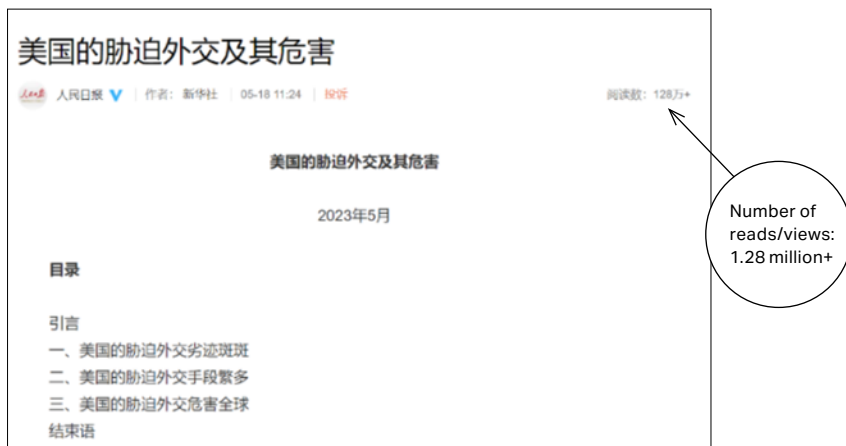 美国的胁迫外交及其危害
人民日报 作者：新华社 05-18 11:24 投诉 阅读数：128万+
美国的胁迫外交及其危害
2023年5月
目录
引言
一、美国的胁迫外交劣迹斑斑
二、美国的胁迫外交手段繁多
三、美国的胁迫外交危害全球
结束语
Number of
reads/views:
1.28 million+